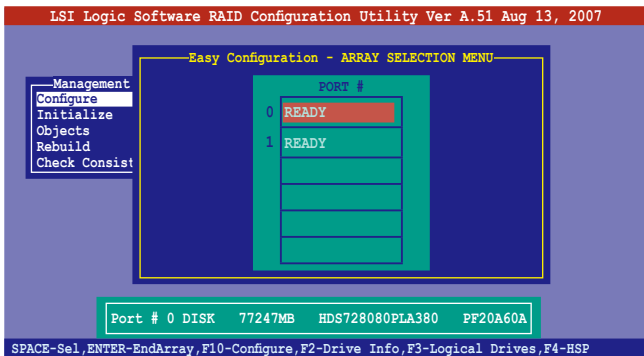 LSI Logic Software RAID Configuration Utility Ver A.51 Aug 13, 2007
Easy Configuration - ARRAY SELECTION MENU
Management
Configure
Initialize
Objects
Rebuild
Check Consist
PORT #
0 READY
1 READY
Port # 0 DISK 77247MB HDS728080PLA380 PF20A60A
SPACE-Sel,ENTER-EndArray,F10-Configure,F2-Drive Info,F3-Logical Drives,F4-HSP